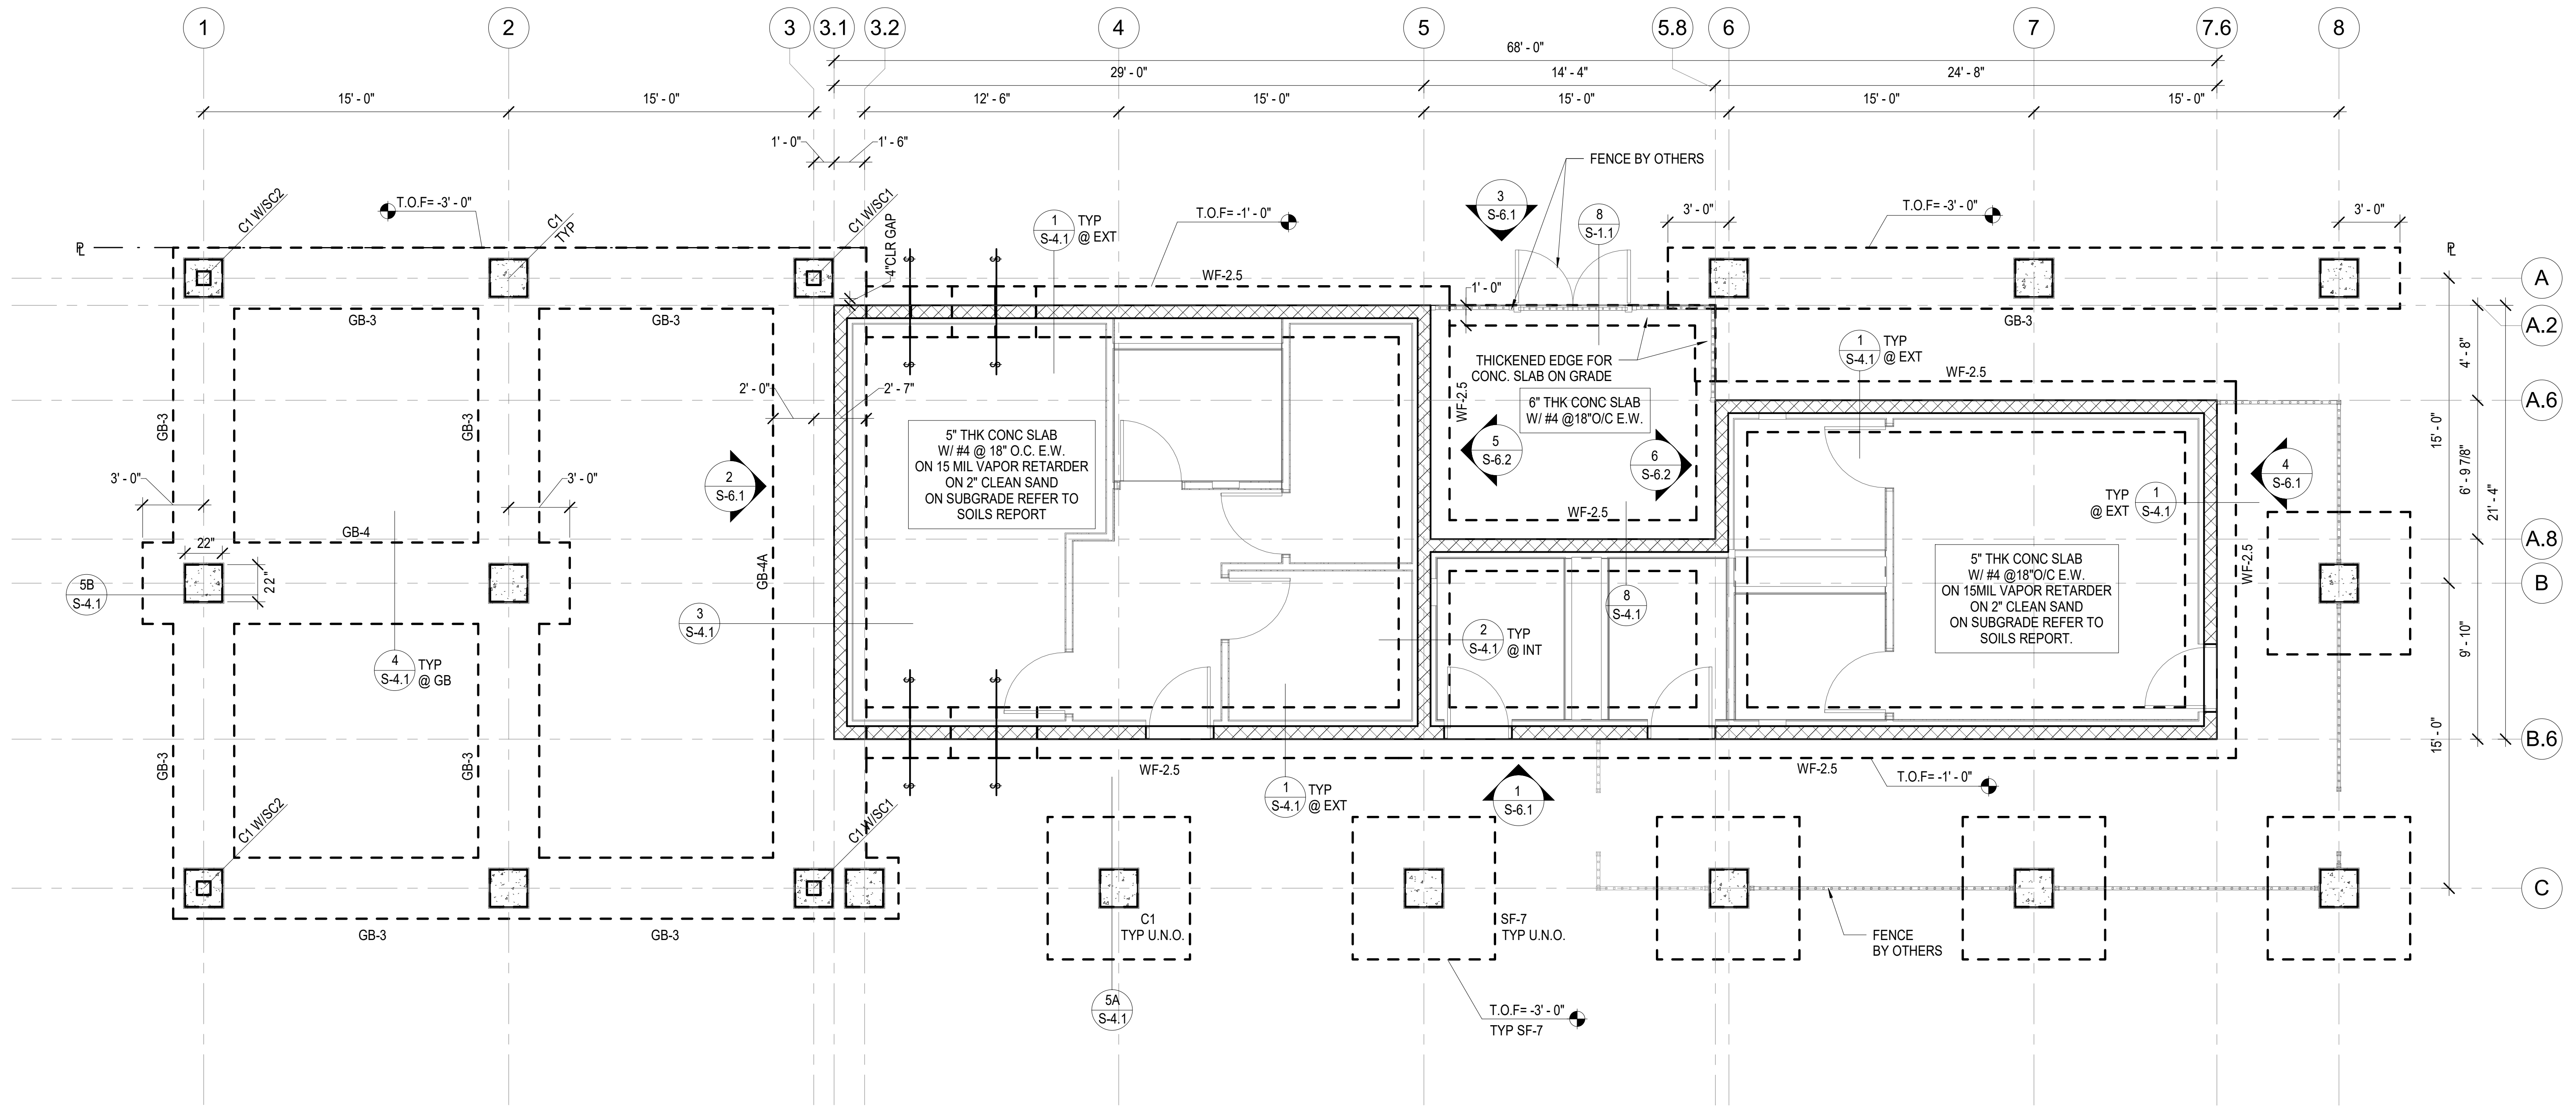 1
2
3
3.1
3.2
4
5
5.8
6
7
7.6
8
68' - 0"
29' - 0"
14' - 4"
24' - 8"
15' - 0"
15' - 0"
12' - 6"
15' - 0"
15' - 0"
15' - 0"
15' - 0"
1' - 0"
1' - 6"
FENCE BY OTHERS
C1 W/SC2
T.O.F= -3' - 0"
C1
TYP
C1 W/SC1
4"CLR GAP
1
S-4.1
TYP
@ EXT
T.O.F= -1' - 0"
3
S-6.1
8
S-1.1
3' - 0"
T.O.F= -3' - 0"
3' - 0"
PL
PL
A
WF-2.5
1' - 0"
S
S
S
S
GB-3
GB-3
GB-3
A.2
1
S-4.1
TYP
@ EXT
4' - 8"
THICKENED EDGE FOR
CONC. SLAB ON GRADE
WF-2.5
WF-2.5
2' - 0"
2' - 7"
6" THK CONC SLAB
W/ #4 @18"O/C E.W.
A.6
GB-3
GB-3
15' - 0"
5" THK CONC SLAB
W/ #4 @ 18" O.C. E.W.
ON 15 MIL VAPOR RETARDER
ON 2" CLEAN SAND
ON SUBGRADE REFER TO
SOILS REPORT
5
S-6.2
6
S-6.2
4
S-6.1
2
S-6.1
3' - 0"
3' - 0"
TYP
@ EXT
1
S-4.1
6' - 9 7/8"
21' - 4"
WF-2.5
GB-4
22"
22"
A.8
GB-4A
WF-2.5
5B
S-4.1
5" THK CONC SLAB
W/ #4 @18"O/C E.W.
ON 15MIL VAPOR RETARDER
ON 2" CLEAN SAND
ON SUBGRADE REFER TO
SOILS REPORT.
B
8
S-4.1
3
S-4.1
2
S-4.1
TYP
@ INT
9' - 10"
4
S-4.1
TYP
@ GB
S
S
15' - 0"
B.6
GB-3
GB-3
WF-2.5
WF-2.5
T.O.F= -1' - 0"
S
S
1
S-4.1
TYP
@ EXT
1
S-6.1
C1 W/SC2
C1 W/SC1
C
C1
TYP U.N.O.
SF-7
TYP U.N.O.
GB-3
GB-3
FENCE
BY OTHERS
5A
S-4.1
T.O.F= -3' - 0"
TYP SF-7